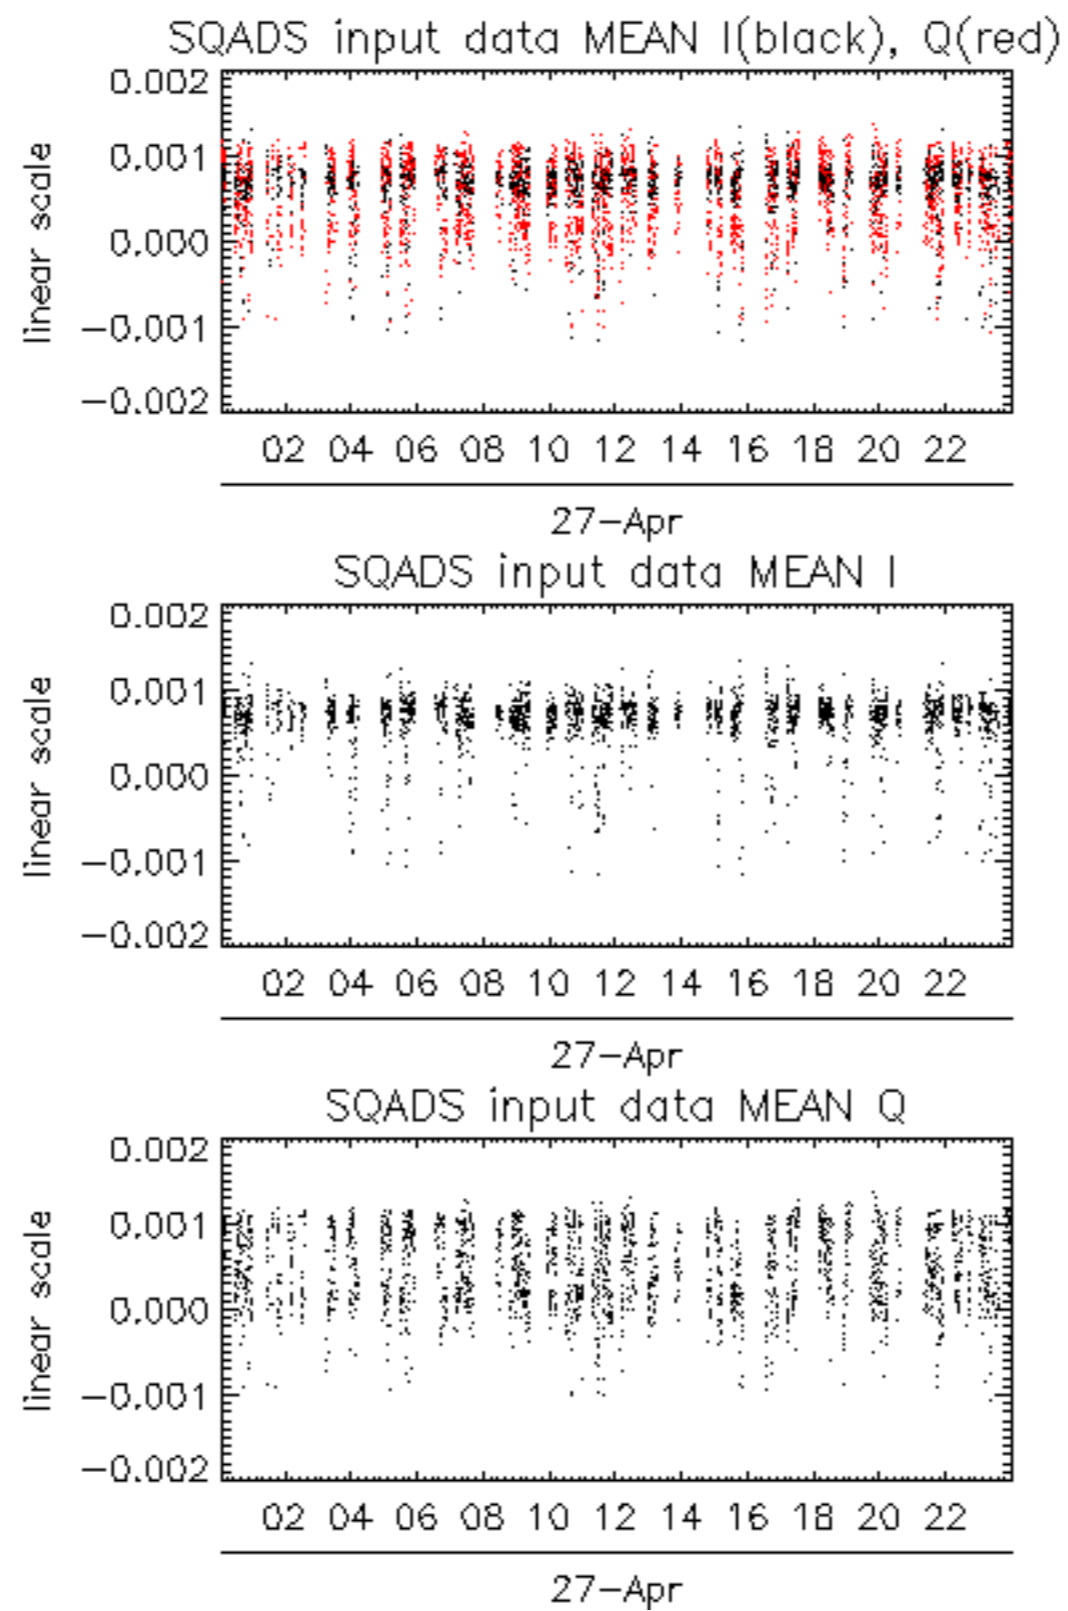 SQADS input data MEAN I(black), Q(red)
linear scale
0.002
0.001
0.000
−0.001
−0.002
02 04 06 08 10 12 14 16 18 20 22
27−Apr
SQADS input data MEAN I
linear scale
0.002
0.001
0.000
−0.001
−0.002
02 04 06 08 10 12 14 16 18 20 22
27−Apr
SQADS input data MEAN Q
linear scale
0.002
0.001
0.000
−0.001
−0.002
02 04 06 08 10 12 14 16 18 20 22
27−Apr